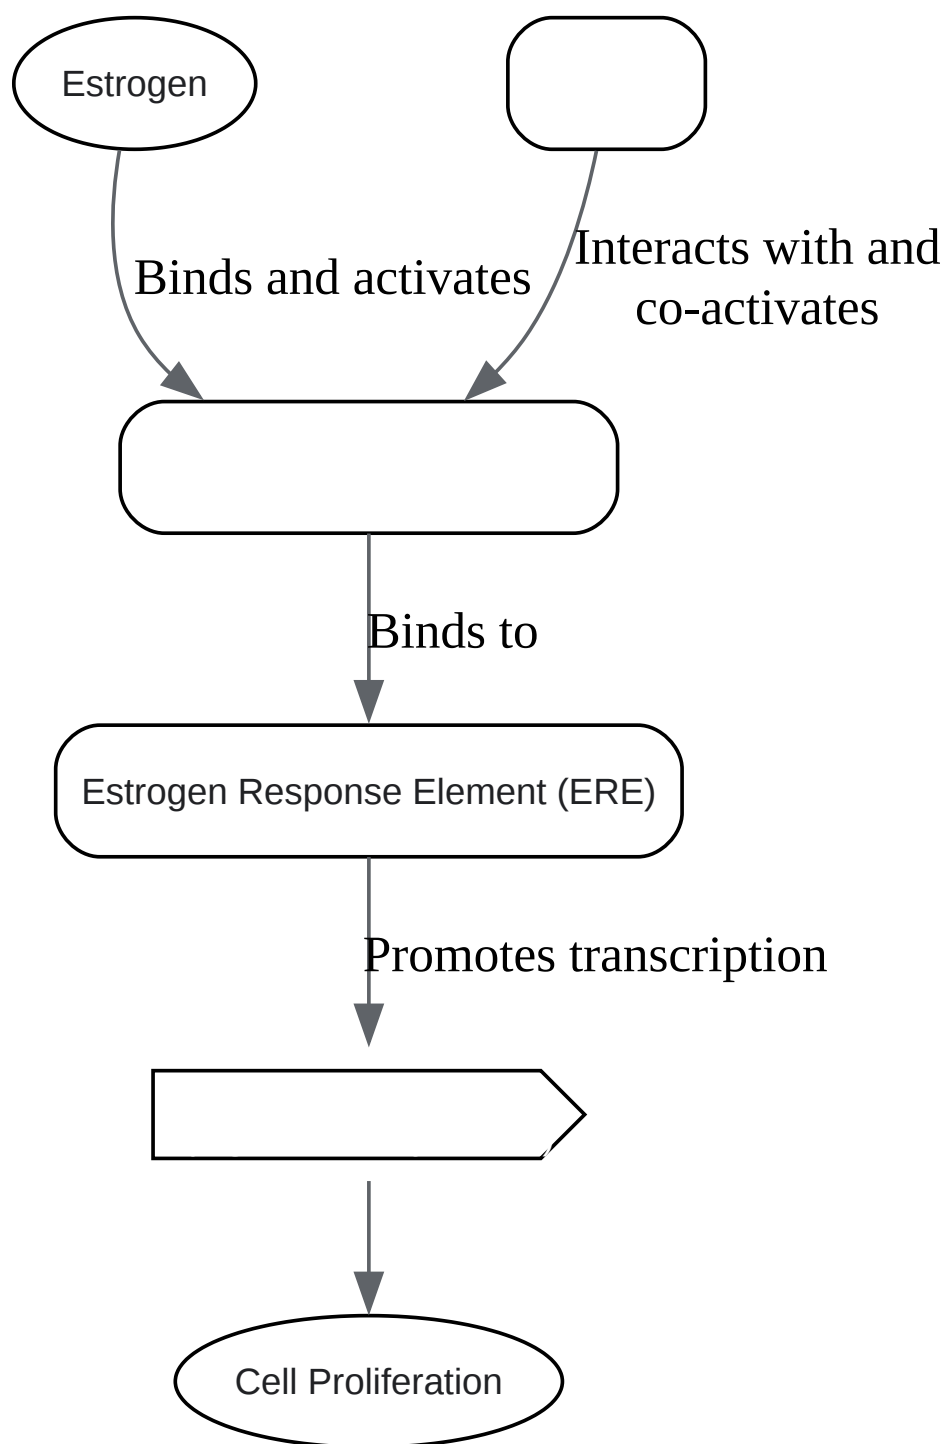 Estrogen
Binds and activates
Interacts with and
co-activates
Binds to
Estrogen Response Element (ERE)
Promotes transcription
Cell Proliferation